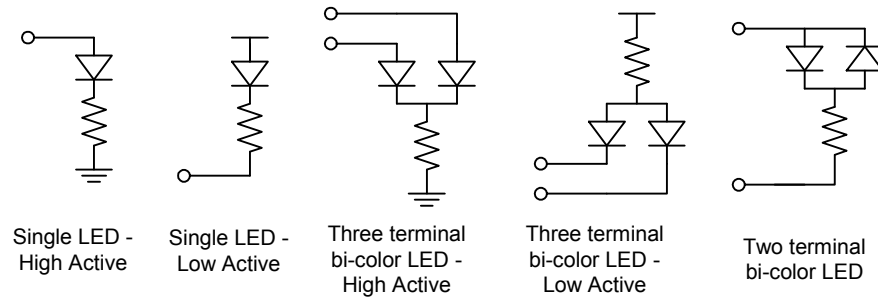 Single LED -
High Active
Single LED -
Low Active
Three terminal
bi-color LED -
High Active
Three terminal
bi-color LED -
Low Active
Two terminal
bi-color LED